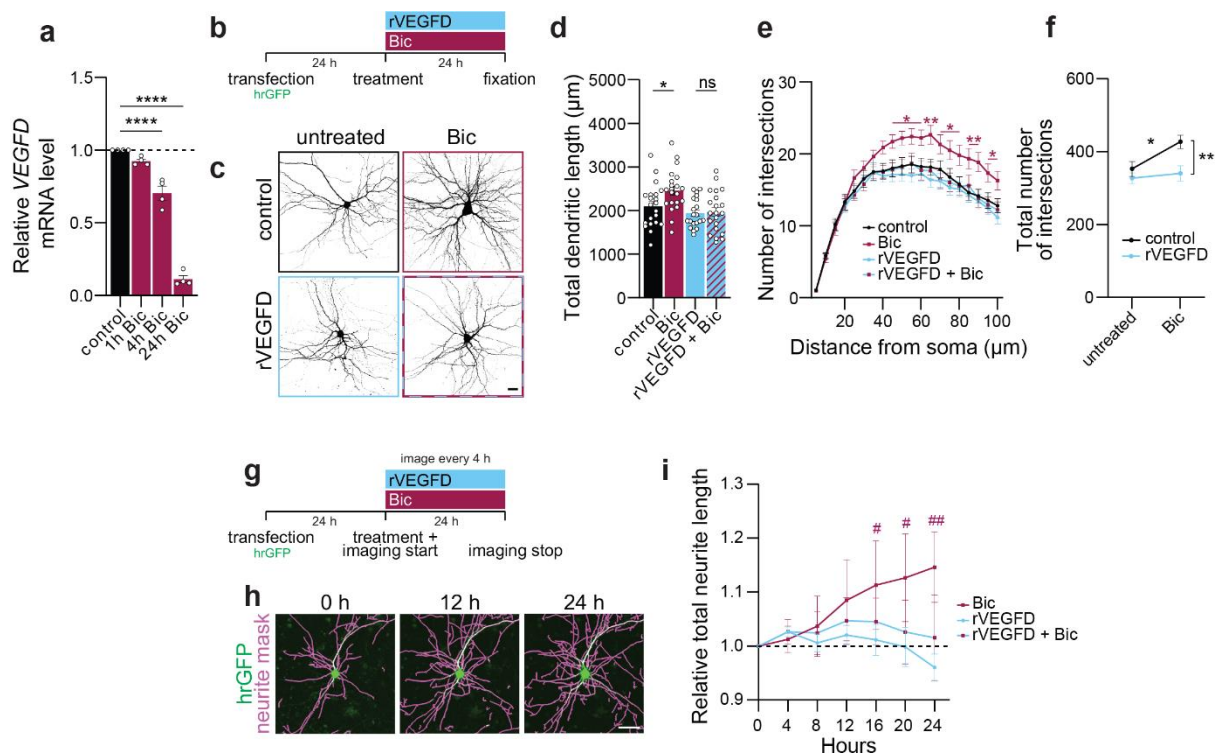 a
Relative VEGFD
mRNA level
1.5
1.0
0.5
0.0
****
****
control
1h Bic
4h Bic
24h Bic
b
rVEGFD
Bic
24 h
24 h
transfection
hrGFP
treatment
fixation
c
untreated
Bic
control
rVEGFD
d
Total dendritic length (µm)
5000
4000
3000
2000
1000
0
*
ns
control
Bic
rVEGFD
rVEGFD + Bic
e
Number of intersections
30
20
10
0
* ** * ** *
control
Bic
rVEGFD
rVEGFD + Bic
20 40 60 80 100
Distance from soma (µm)
f
Total number
of intersections
600
400
200
0
*
**
control
rVEGFD
untreated
Bic
g
image every 4 h
rVEGFD
Bic
24 h
24 h
transfection
hrGFP
treatment +
imaging start
imaging stop
h
0 h
12 h
24 h
hrGFP
neurite mask
i
Relative total neurite length
1.3
1.2
1.1
1.0
0.9
# # ##
Bic
rVEGFD
rVEGFD + Bic
0 4 8 12 16 20 24
Hours